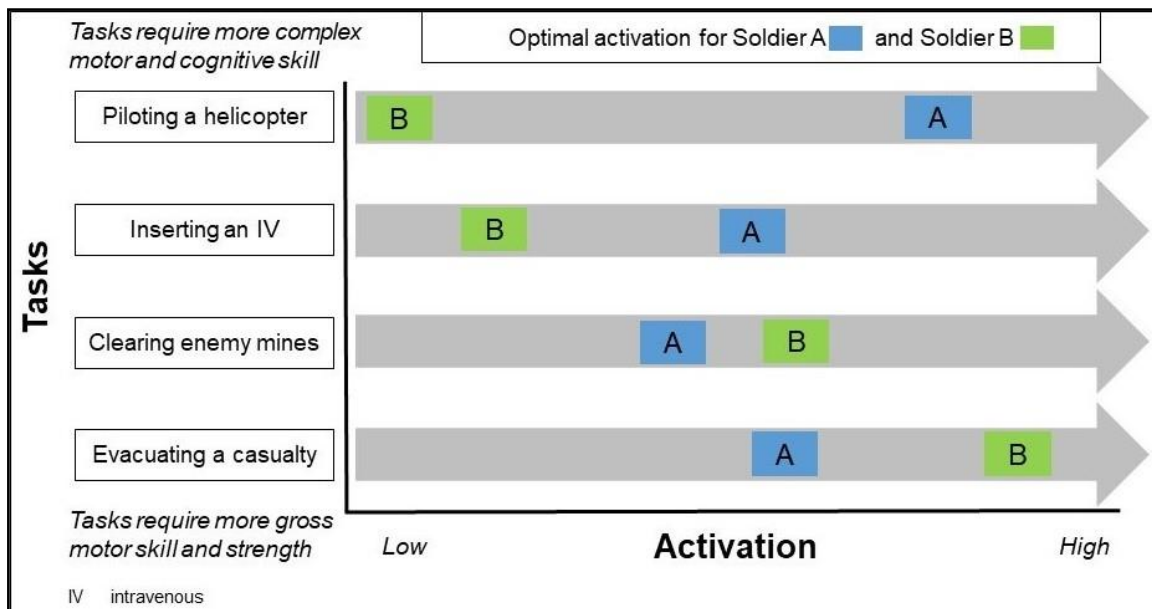 Tasks require more complex
motor and cognitive skill
Optimal activation for Soldier A and Soldier B
Piloting a helicopter
B
A
Inserting an IV
B
A
Tasks
Clearing enemy mines
A
B
Evacuating a casualty
A
B
Tasks require more gross
motor skill and strength
Low
Activation
High
IV intravenous